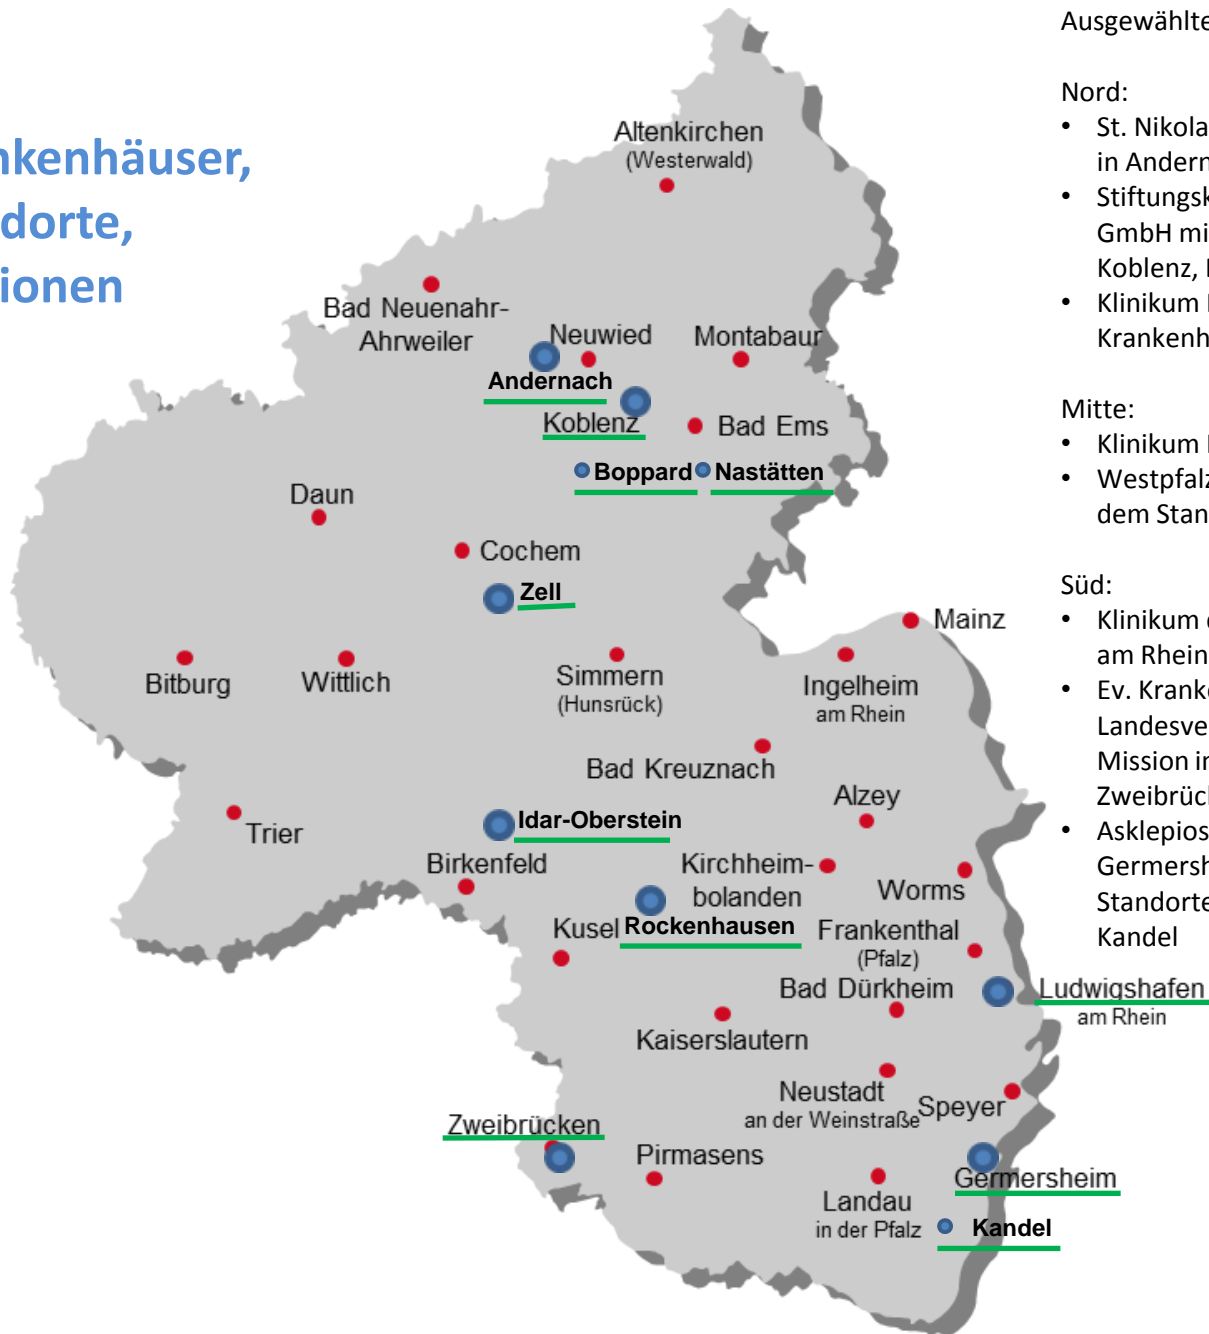 nkenhäuser,
dorte,
ionen
Ausgewählte
Nord:
• St. Nikola
in Andern
• Stiftungsk
GmbH mi
Koblenz,
• Klinikum
Krankenh
Mitte:
• Klinikum
• Westpfalz
dem Stan
Süd:
• Klinikum
am Rhein
• Ev. Kranke
Landesve
Mission in
Zweibrück
• Asklepios
Germersh
Standorte
Kandel
Altenkirchen
(Westerwald)
Bad Neuenahr-
Ahrweiler
Neuwied
Montabaur
Andernach
Koblenz
Bad Ems
Boppard
Nastätten
Daun
Cochem
Zell
Mainz
Bitburg
Wittlich
Simmern
(Hunsrück)
Ingelheim
am Rhein
Bad Kreuznach
Alzey
Trier
Idar-Oberstein
Birkenfeld
Kirchheim-
bolanden
Worms
Kusel
Rockenhausen
Frankenthal
(Pfalz)
Bad Dürkheim
Ludwigshafen
am Rhein
Kaiserslautern
Neustadt
an der Weinstraße
Speyer
Zweibrücken
Pirmasens
Germersheim
Landau
in der Pfalz
Kandel